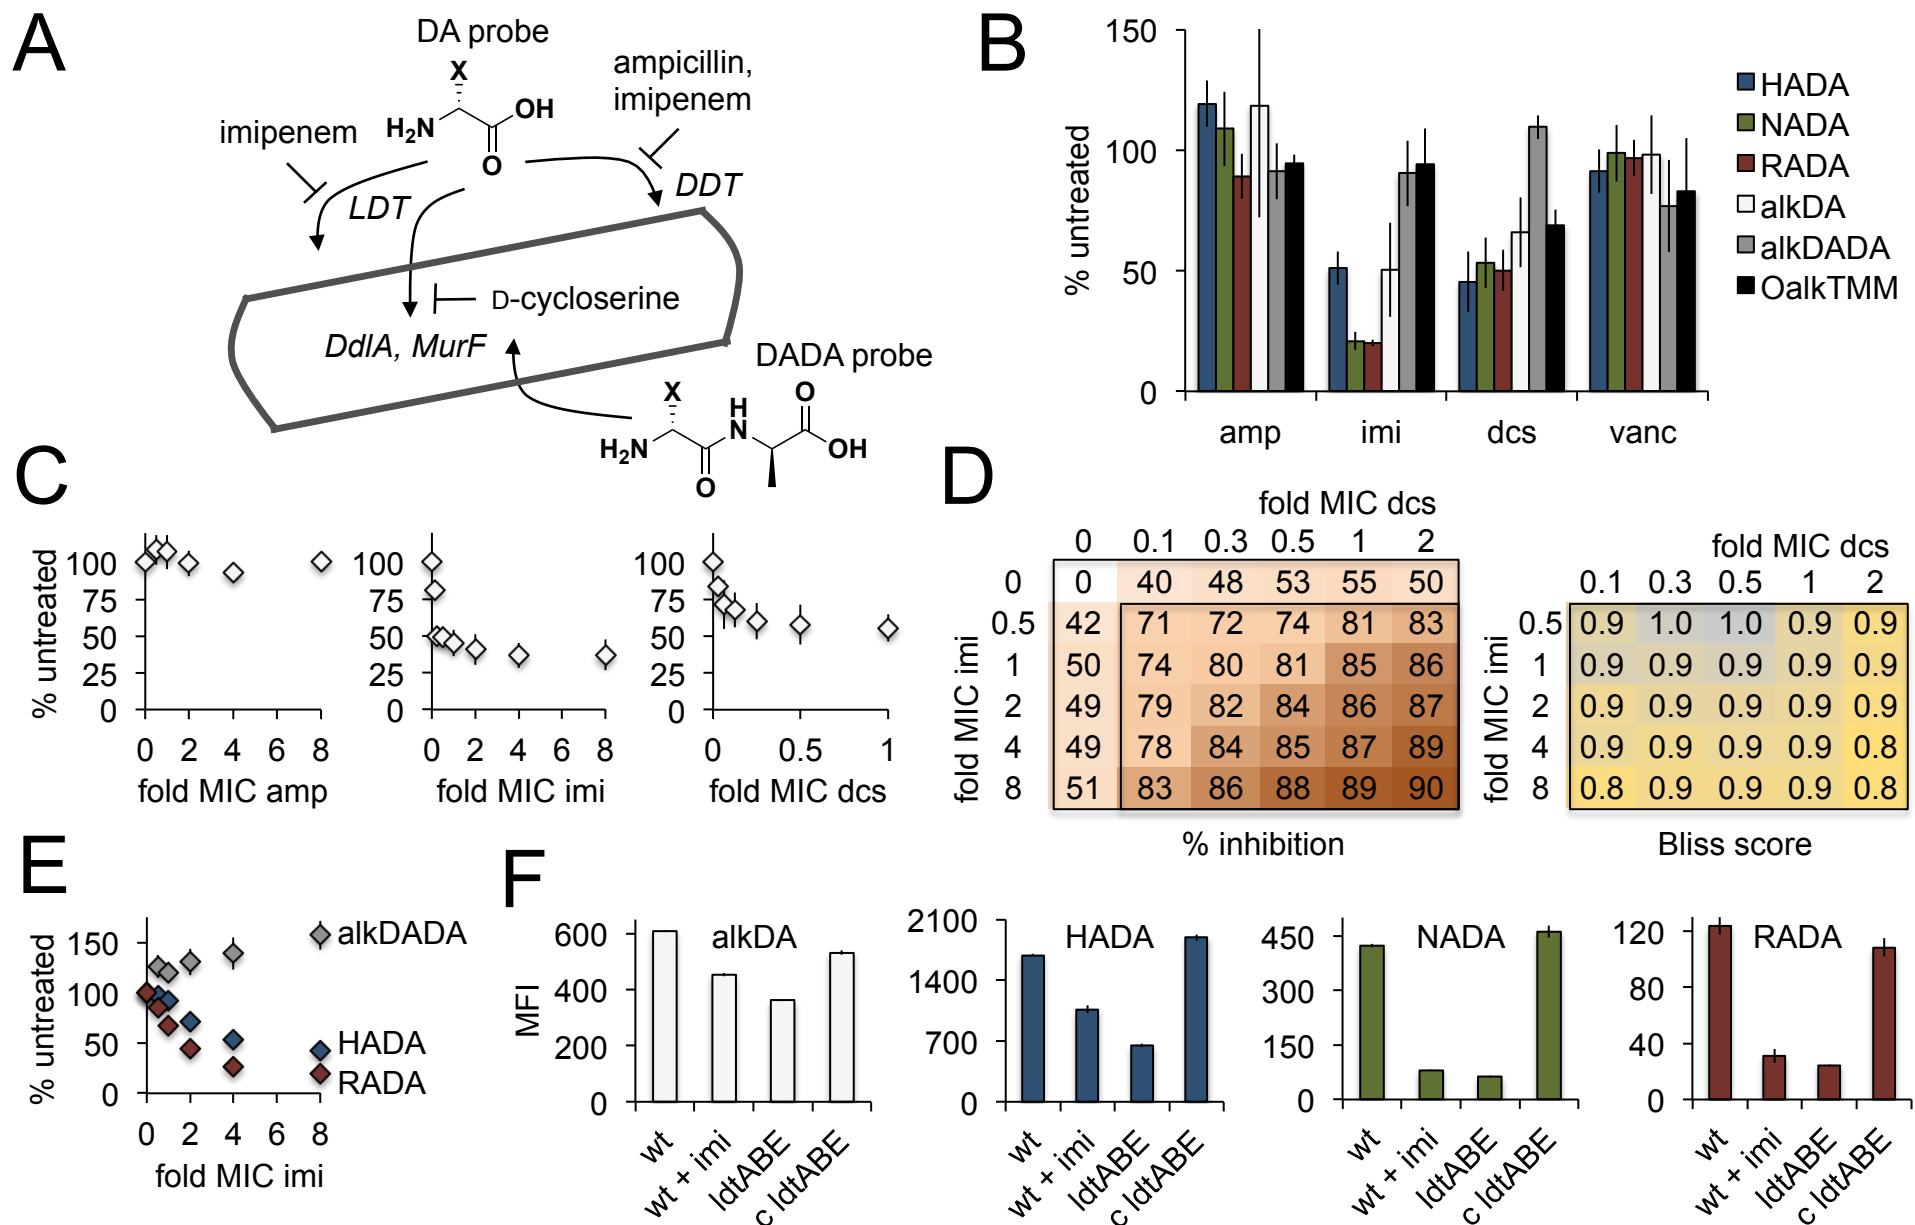 A
DA probe
X
H₂N
OH
O
ampicillin,
imipenem
imipenem
LDT
DDT
D-cycloserine
DdlA, MurF
DADA probe
X
H₂N
O
H
N
O
OH
B
% untreated
150
100
50
0
amp imi dcs vanc
HADA
NADA
RADA
alkDA
alkDADA
OalkTMM
C
% untreated
100
75
50
25
0
0 2 4 6 8
fold MIC amp
100
75
50
25
0
0 2 4 6 8
fold MIC imi
100
75
50
25
0
0 0.5 1
fold MIC dcs
D
fold MIC dcs
0 0.1 0.3 0.5 1 2
fold MIC imi
0 0 40 48 53 55 50
0.5 42 71 72 74 81 83
1 50 74 80 81 85 86
2 49 79 82 84 86 87
4 49 78 84 85 87 89
8 51 83 86 88 89 90
% inhibition
fold MIC dcs
0.1 0.3 0.5 1 2
fold MIC imi
0.5 0.9 1.0 1.0 0.9 0.9
1 0.9 0.9 0.9 0.9 0.9
2 0.9 0.9 0.9 0.9 0.9
4 0.9 0.9 0.9 0.9 0.8
8 0.8 0.9 0.9 0.9 0.8
Bliss score
E
% untreated
150
100
50
0
0 2 4 6 8
fold MIC imi
alkDADA
HADA
RADA
F
MFI
600
400
200
0
alkDA
wt
wt + imi
ldtABE
c ldtABE
2100
1400
700
0
HADA
wt
wt + imi
ldtABE
c ldtABE
450
300
150
0
NADA
wt
wt + imi
ldtABE
c ldtABE
120
80
40
0
RADA
wt
wt + imi
ldtABE
c ldtABE